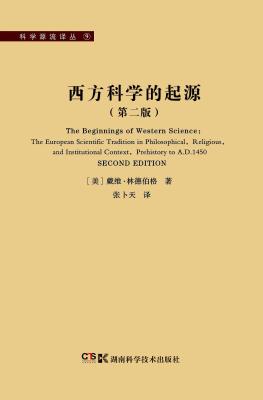 科学源流译丛 ⑨
西方科学的起源
(第二版)
The Beginnings of Western Science:
The European Scientific Tradition in Philosophical, Religious,
and Institutional Context, Prehistory to A.D.1450
SECOND EDITION
[美] 戴维·林德伯格 著
张卜天 译
CTS 湖南科学技术出版社